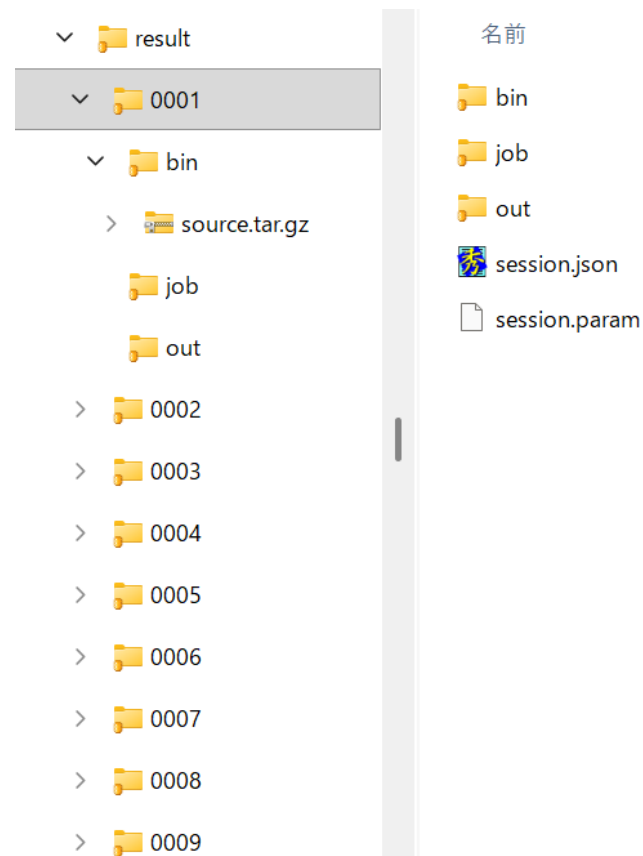 result
0001
bin
source.tar.gz
job
out
0002
0003
0004
0005
0006
0007
0008
0009
名前
bin
job
out
秀 session.json
session.param